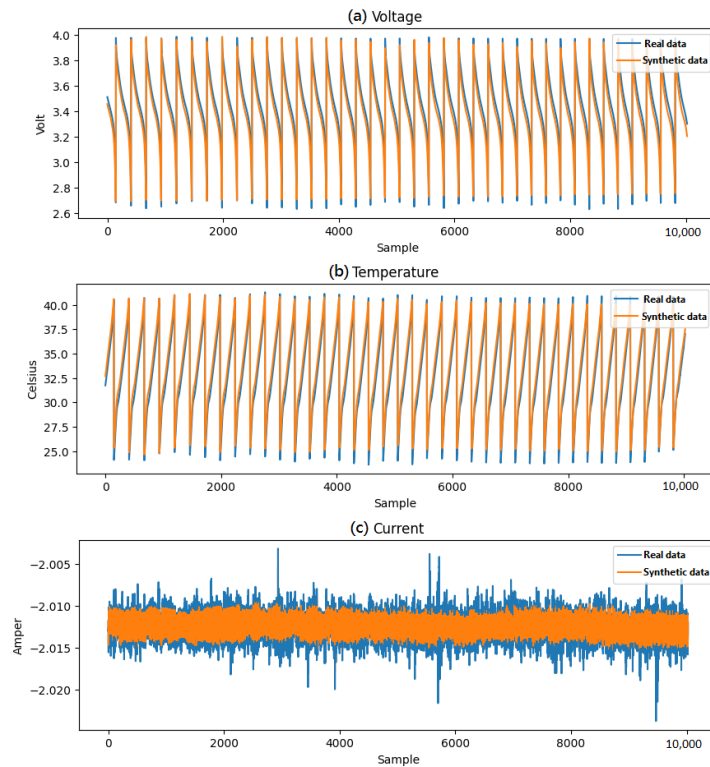 (a) Voltage
4.0
3.8
3.6
3.4
3.2
3.0
2.8
2.6
Volt
Real data
Synthetic data
0 2000 4000 6000 8000 10,000
Sample
(b) Temperature
40.0
37.5
35.0
32.5
30.0
27.5
25.0
Celsius
Real data
Synthetic data
0 2000 4000 6000 8000 10,000
Sample
(c) Current
−2.005
−2.010
−2.015
−2.020
Amper
Real data
Synthetic data
0 2000 4000 6000 8000 10,000
Sample